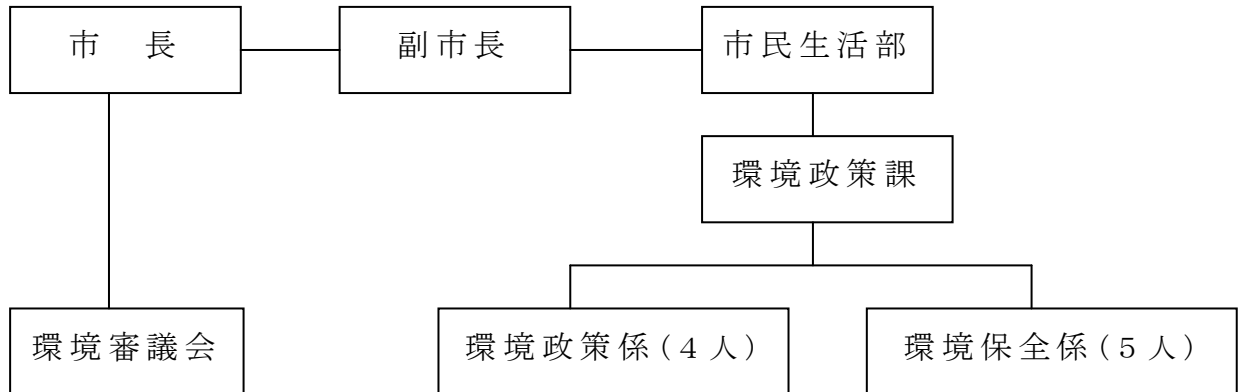 市　長
副市長
市民生活部
環境政策課
環境審議会
環境政策係(4人)
環境保全係(5人)